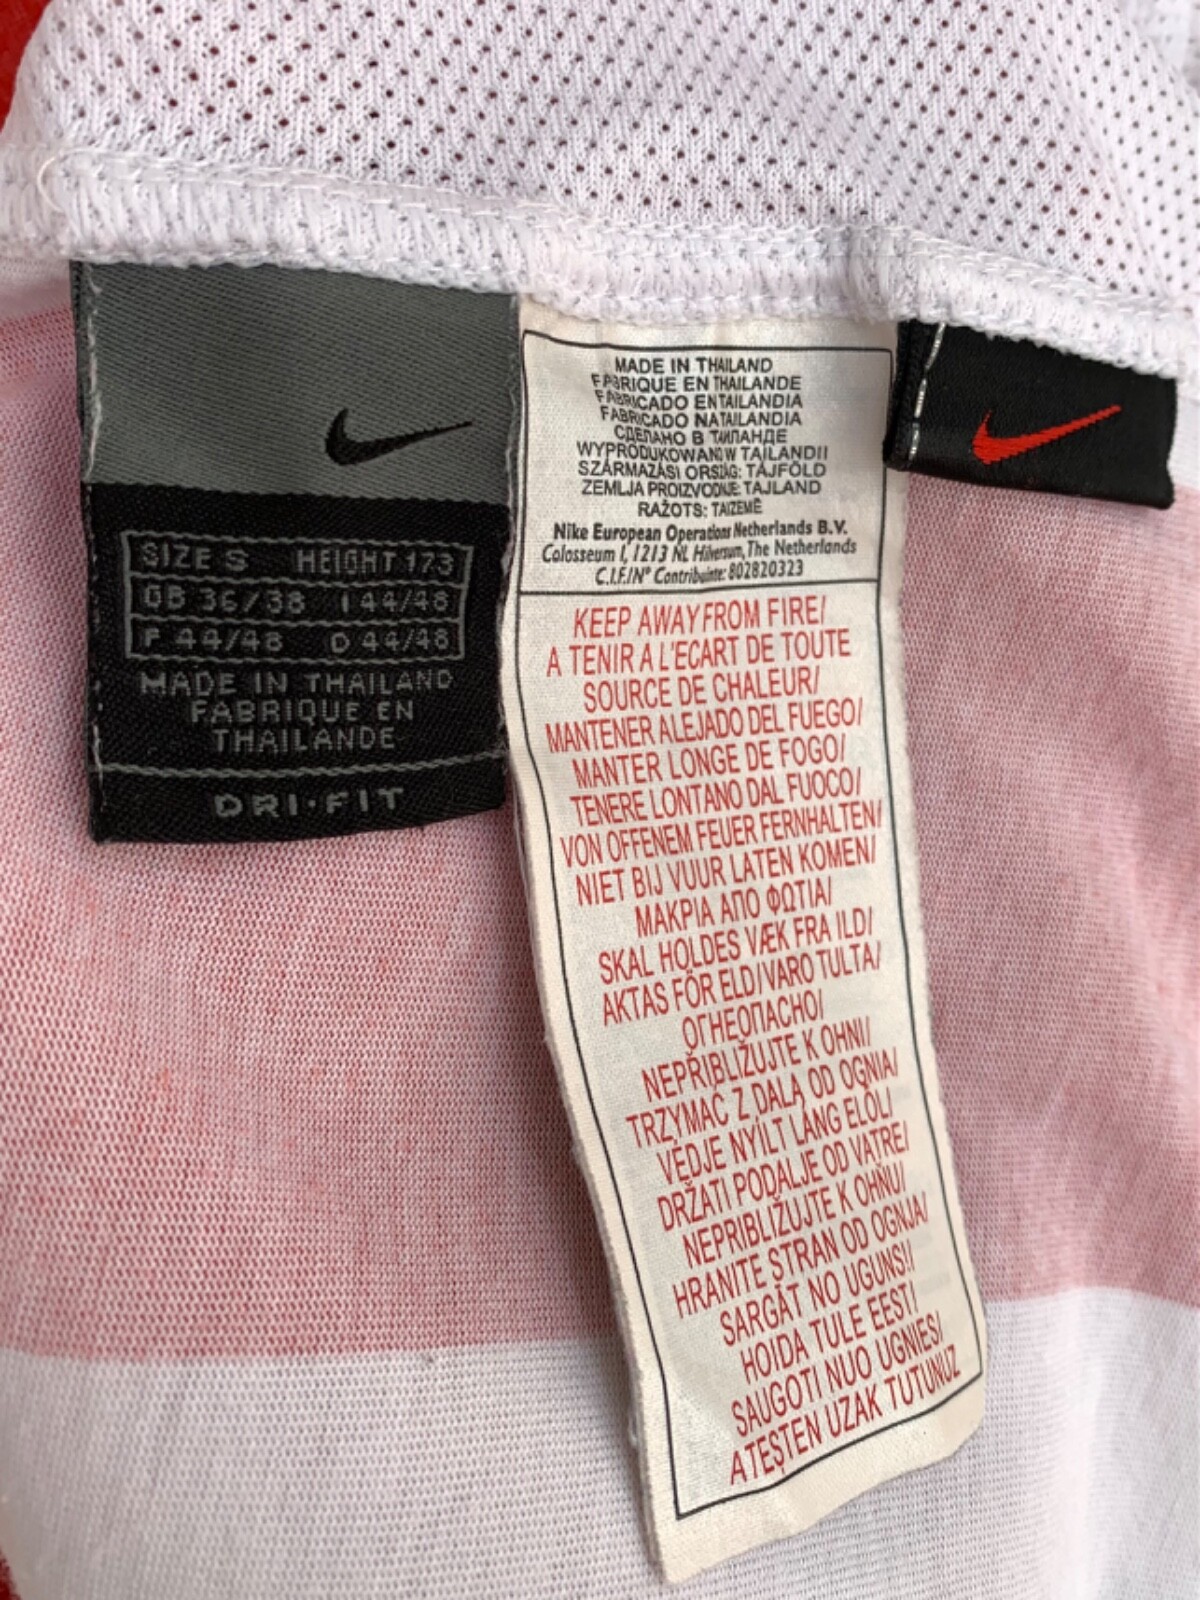 SIZE S HEIGHT 173
GB 36/38 I 44/48
F 44/48 D 44/48
MADE IN THAILAND
FABRIQUE EN
THAILANDE
DRI·FIT
MADE IN THAILAND
FABRIQUE EN THAILANDE
FABRICADO EN TAILANDIA
FABRICADO NA TAILANDIA
СДЕЛАНО В ТАИЛАНДЕ
WYPRODUKOWANO W TAILANDII
SZÁRMAZÁSI ORSZÁG: TÁJFÖLD
ZEMLJA PROIZVODNJE: TAJLAND
RAŽOTS: TAIZEMĒ
Nike European Operations Netherlands B.V.
Colosseum 1, 1213 NL Hilversum, The Netherlands
C.I.F./N° Contribuinte: 802820323
KEEP AWAY FROM FIRE/
A TENIR A L'ECART DE TOUTE
SOURCE DE CHALEUR/
MANTENER ALEJADO DEL FUEGO/
MANTER LONGE DE FOGO/
TENERE LONTANO DAL FUOCO/
VON OFFENEM FEUER FERNHALTEN/
NIET BIJ VUUR LATEN KOMEN/
ΜΑΚΡΙΑ ΑΠΟ ΦΩΤΙΑ/
SKAL HOLDES VÆK FRA ILD/
AKTAS FÖR ELD/VARO TULTA/
ОГНЕОПАСНО/
NEPŘIBLIŽUJTE K OHNI/
TRZYMAĆ Z DALA OD OGNIA/
VÉDJE NYÍLT LÁNG ELŐL/
DRŽATI PODALJE OD VATRE/
NEPRIBLIŽUJTE K OHŇU/
HRANITE STRAN OD OGNJA/
SARGĀT NO UGUNS!/
HOIDA TULE EEST/
SAUGOTI NUO UGNIES/
ATEŞTEN UZAK TUTUNUZ